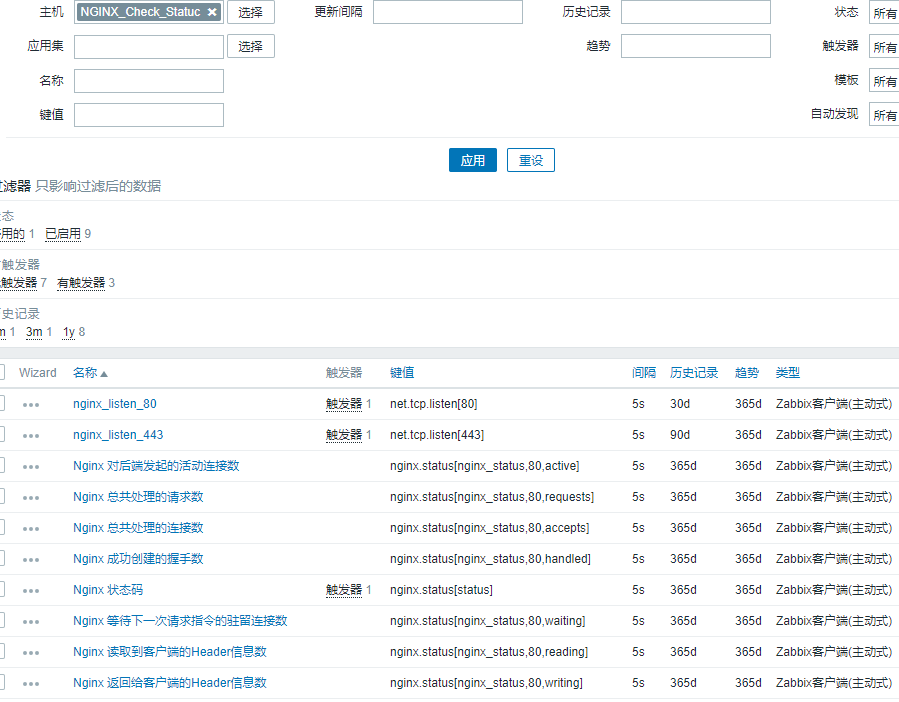 主机 NGINX_Check_Statuc 选择 更新间隔 历史记录 状态 所有
应用集 选择 趋势 触发器 所有
名称 模板 所有
键值 自动发现 所有
应用 重设
过滤器 只影响过滤后的数据
态
用的 1 已启用 9
触发器
触发器 7 有触发器 3
史记录
m 1 3m 1 1y 8
Wizard 名称 触发器 键值 间隔 历史记录 趋势 类型
nginx_listen_80 触发器 1 net.tcp.listen[80] 5s 30d 365d Zabbix客户端(主动式)
nginx_listen_443 触发器 1 net.tcp.listen[443] 5s 90d 365d Zabbix客户端(主动式)
Nginx 对后端发起的活动连接数 nginx.status[nginx_status,80,active] 5s 365d 365d Zabbix客户端(主动式)
Nginx 总共处理的请求数 nginx.status[nginx_status,80,requests] 5s 365d 365d Zabbix客户端(主动式)
Nginx 总共处理的连接数 nginx.status[nginx_status,80,accepts] 5s 365d 365d Zabbix客户端(主动式)
Nginx 成功创建的握手数 nginx.status[nginx_status,80,handled] 5s 365d 365d Zabbix客户端(主动式)
Nginx 状态码 触发器 1 nginx.status[status] 5s 365d 365d Zabbix客户端(主动式)
Nginx 等待下一次请求指令的驻留连接数 nginx.status[nginx_status,80,waiting] 5s 365d 365d Zabbix客户端(主动式)
Nginx 读取到客户端的Header信息数 nginx.status[nginx_status,80,reading] 5s 365d 365d Zabbix客户端(主动式)
Nginx 返回给客户端的Header信息数 nginx.status[nginx_status,80,writing] 5s 365d 365d Zabbix客户端(主动式)